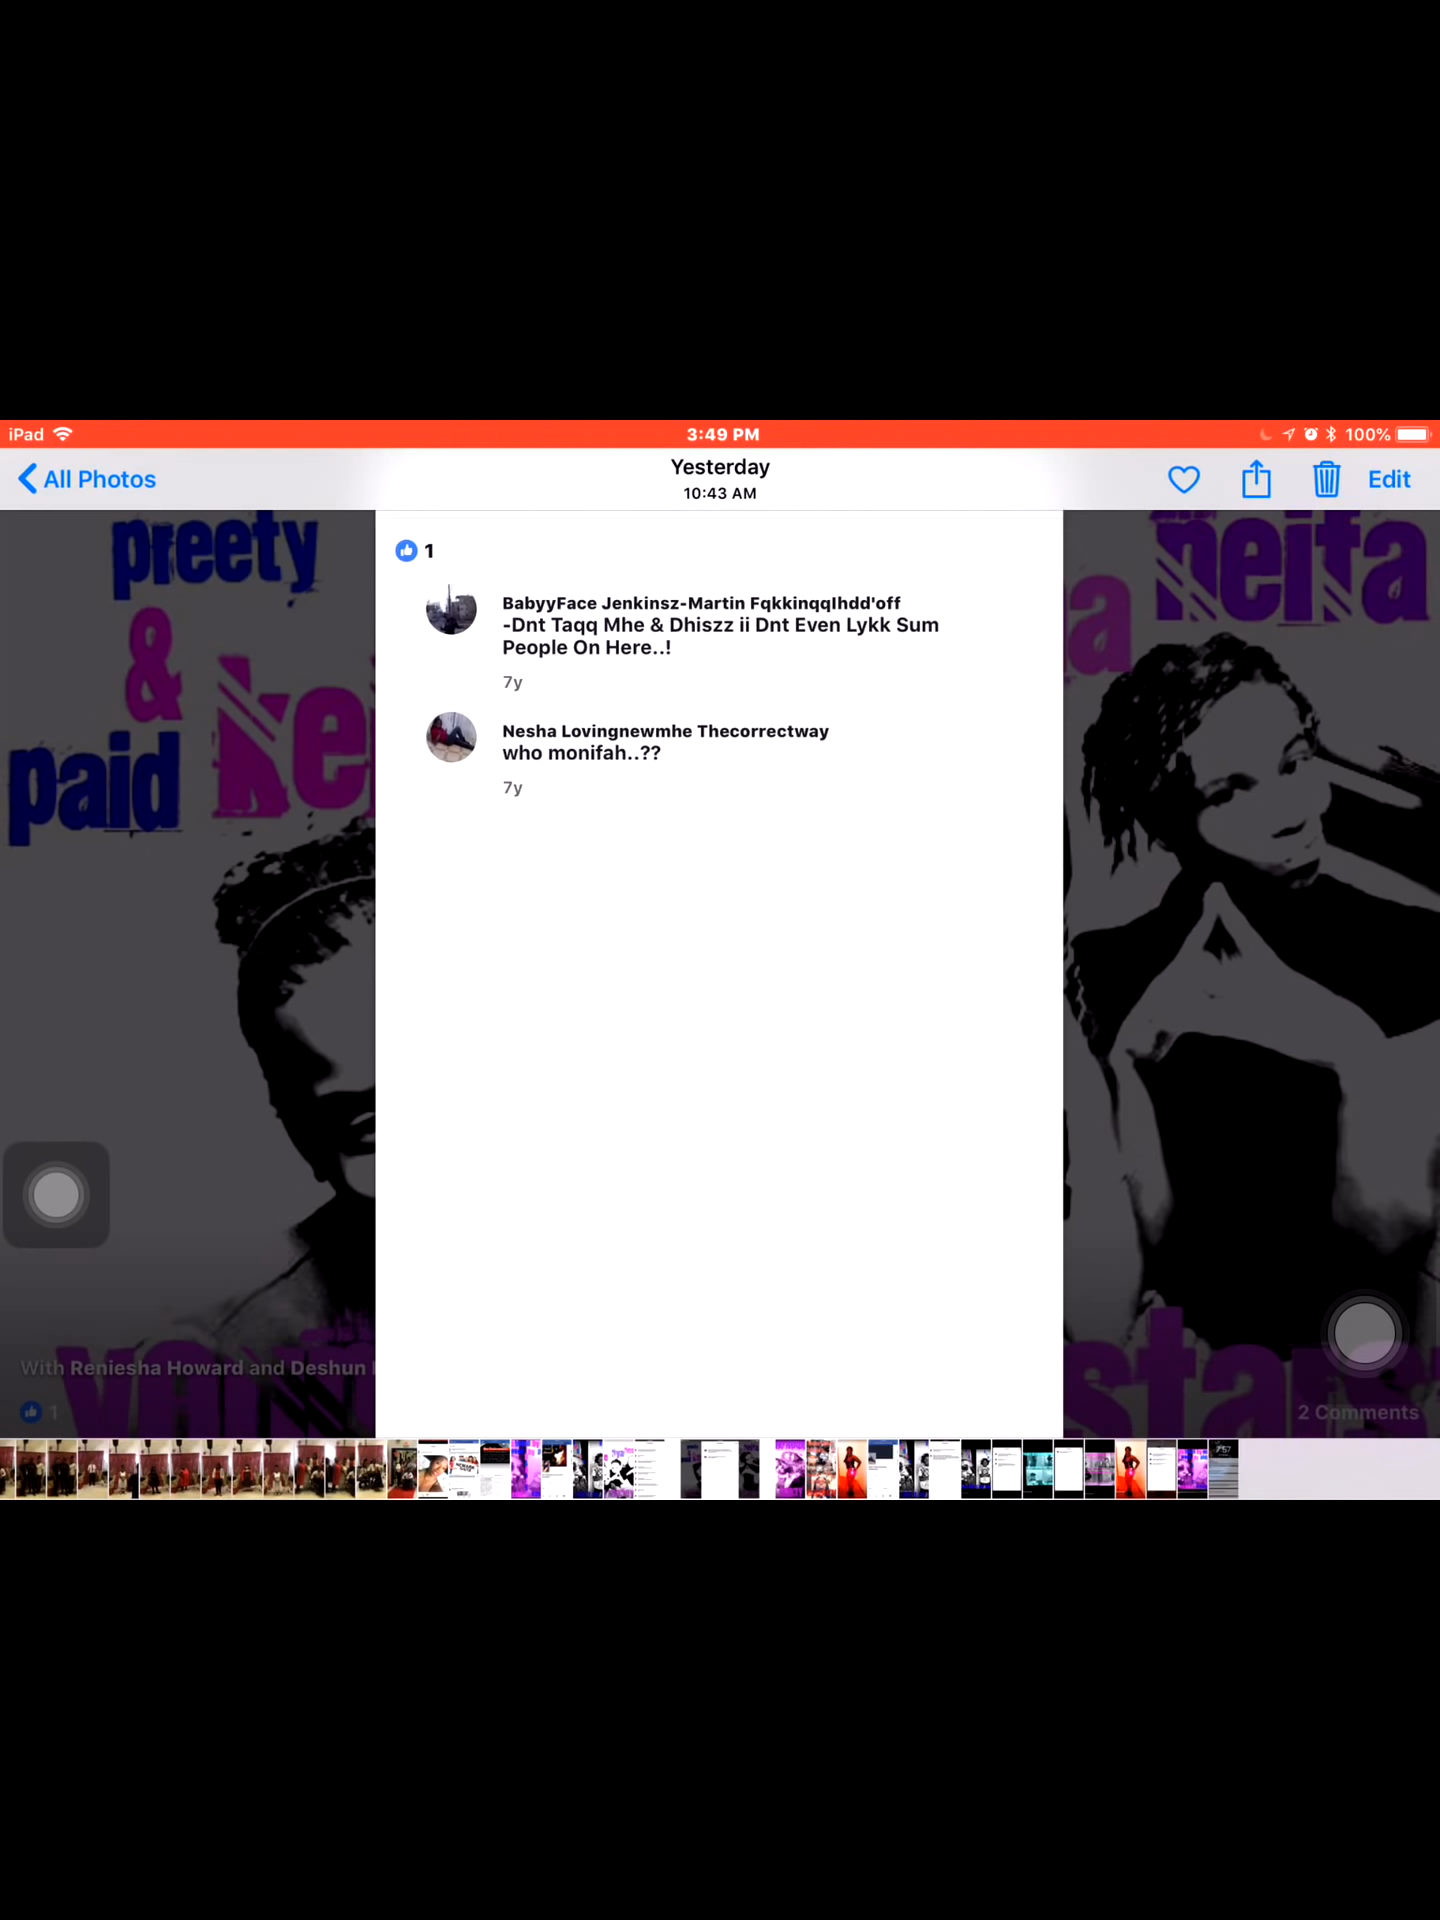 iPad
3:49 PM
100%
All Photos
Yesterday
10:43 AM
Edit
preety
&
paid
neifa
1
BabyyFace Jenkinsz-Martin FqkkinqqIhdd'off
-Dnt Taqq Mhe & Dhiszz ii Dnt Even Lykk Sum
People On Here..!
7y
Nesha Lovingnewmhe Thecorrectway
who monifah..??
7y
With Reniesha Howard and Deshun
1
2 Comments